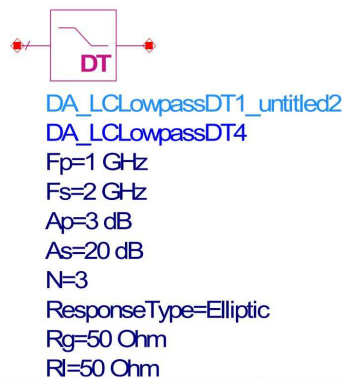 DT
DA_LCLowpassDT1_untitled2
DA_LCLowpassDT4
Fp=1 GHz
Fs=2 GHz
Ap=3 dB
As=20 dB
N=3
ResponseType=Elliptic
Rg=50 Ohm
Rl=50 Ohm